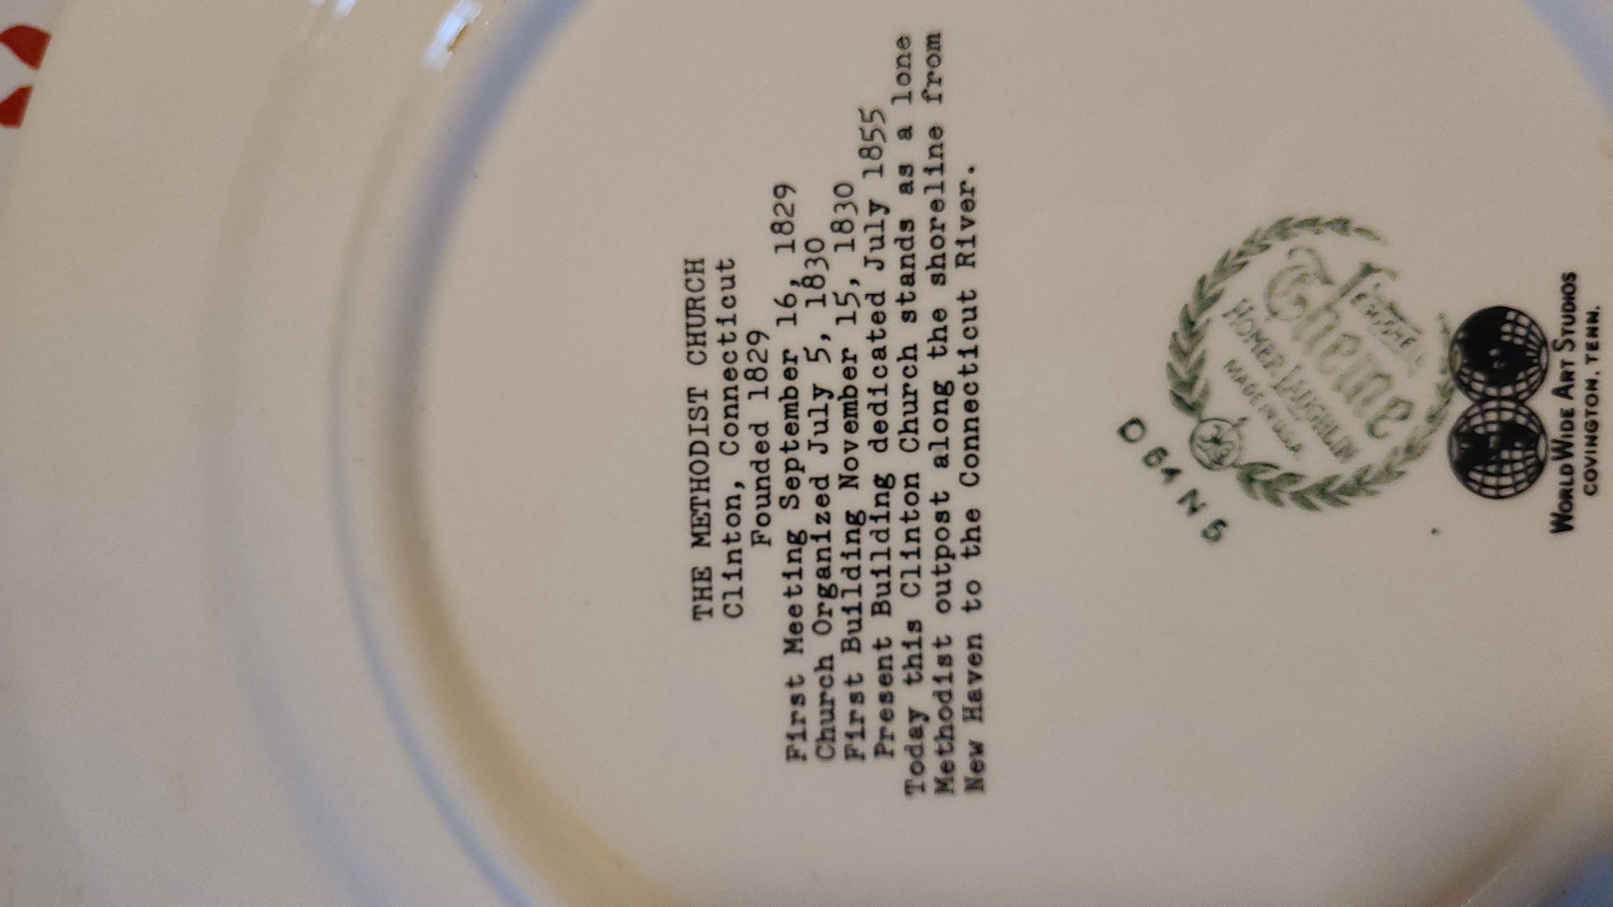 THE METHODIST CHURCH
Clinton, Connecticut
Founded 1829
First Meeting September 16, 1829
Church Organized July 5, 1830
First Building November 15, 1830
Present Building dedicated July 1855
Today this Clinton Church stands as a lone
Methodist outpost along the shoreline from
New Haven to the Connecticut River.
Theme
HOMER LAUGHLIN
MADE IN U.S.A.
D 64 N 5
WORLD WIDE ART STUDIOS
COVINGTON, TENN.